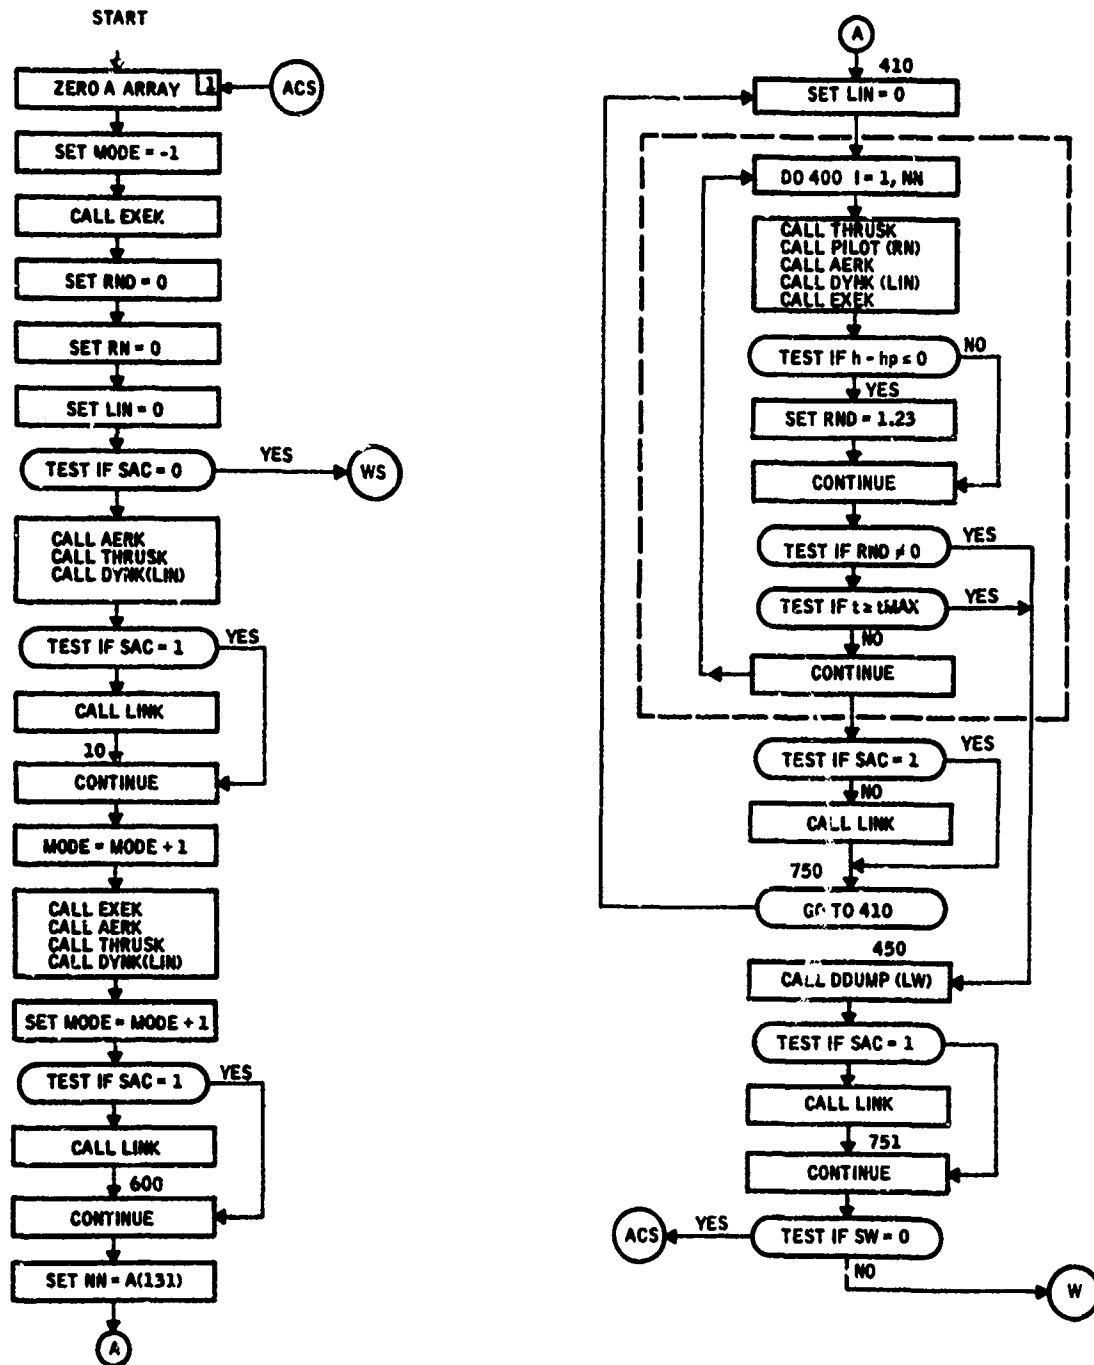 START
ZERO A ARRAY 1
ACS
SET MODE = -1
CALL EXEK
SET RND = 0
SET RN = 0
SET LIN = 0
TEST IF SAC = 0
YES
WS
CALL AERK
CALL THRUSK
CALL DYNK(LIN)
TEST IF SAC = 1
YES
CALL LINK
10
CONTINUE
MODE = MODE + 1
CALL EXEK
CALL AERK
CALL THRUSK
CALL DYNK(LIN)
SET MODE = MODE + 1
TEST IF SAC = 1
YES
CALL LINK
600
CONTINUE
SET NN = A(131)
A
A
410
SET LIN = 0
DO 400 I = 1, NN
CALL THRUSK
CALL PILOT (RN)
CALL AERK
CALL DYNK (LIN)
CALL EXEK
TEST IF h - hp ≤ 0
NO
YES
SET RND = 1.23
CONTINUE
TEST IF RND ≠ 0
YES
TEST IF t ≥ tMAX
YES
NO
CONTINUE
TEST IF SAC = 1
YES
NO
CALL LINK
750
GO TO 410
450
CALL DDUMP (LW)
TEST IF SAC = 1
CALL LINK
751
CONTINUE
TEST IF SW = 0
YES
ACS
NO
W